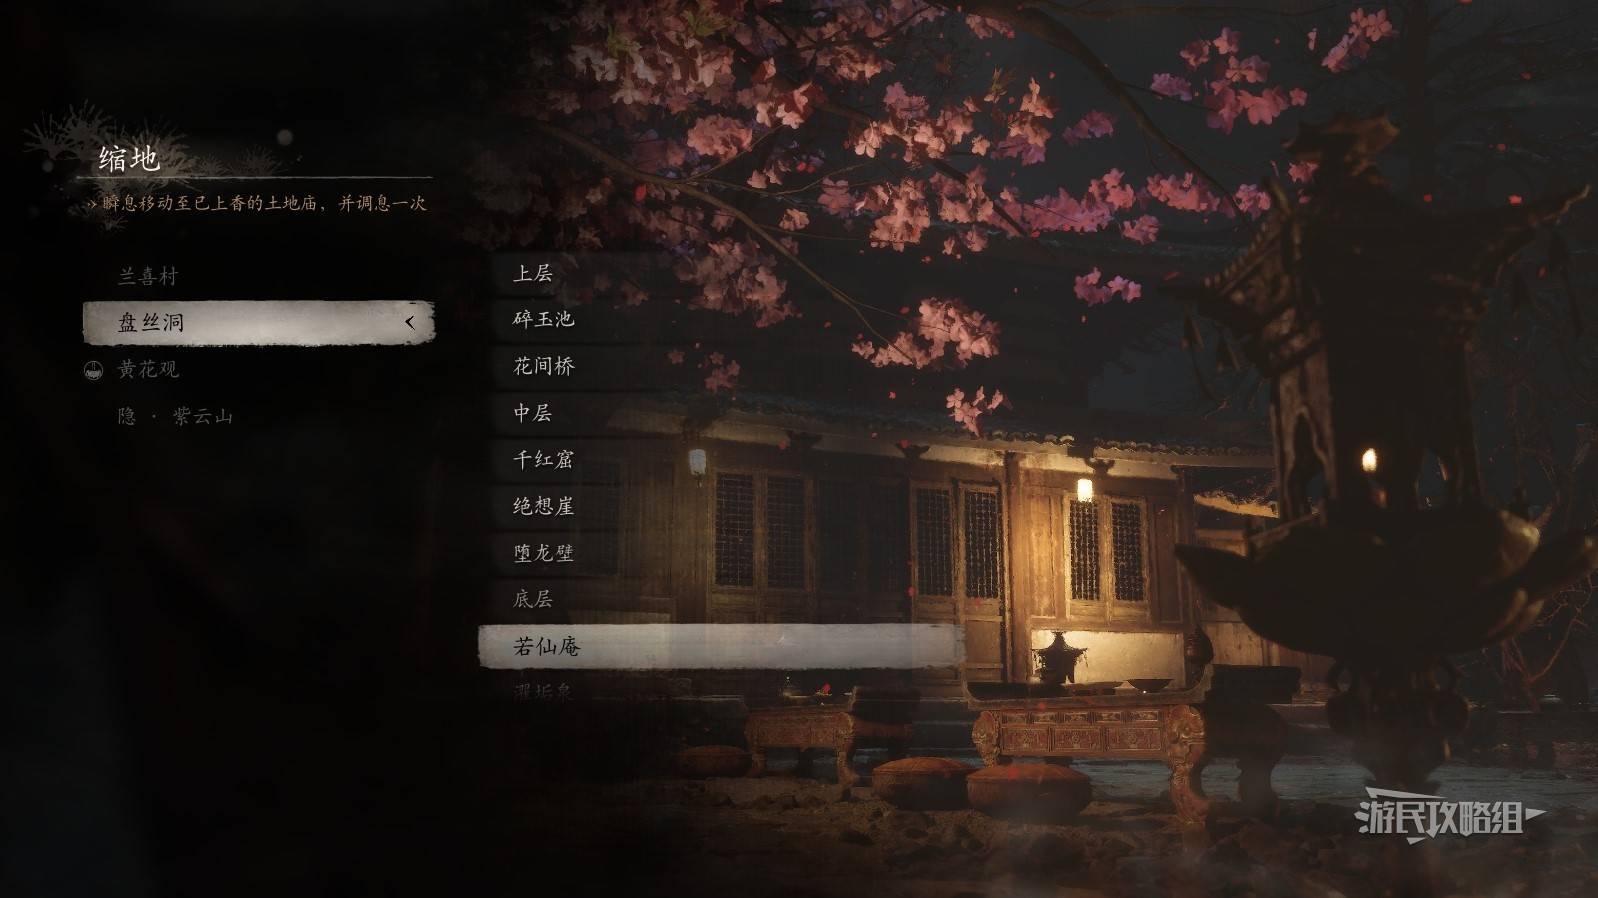 缩地
瞬息移动至已上香的土地庙，并调息一次
兰喜村
盘丝洞
黄花观
隐 · 紫云山
上层
碎玉池
花间桥
中层
千红窟
绝想崖
堕龙壁
底层
若仙庵
濯垢泉
游民攻略组